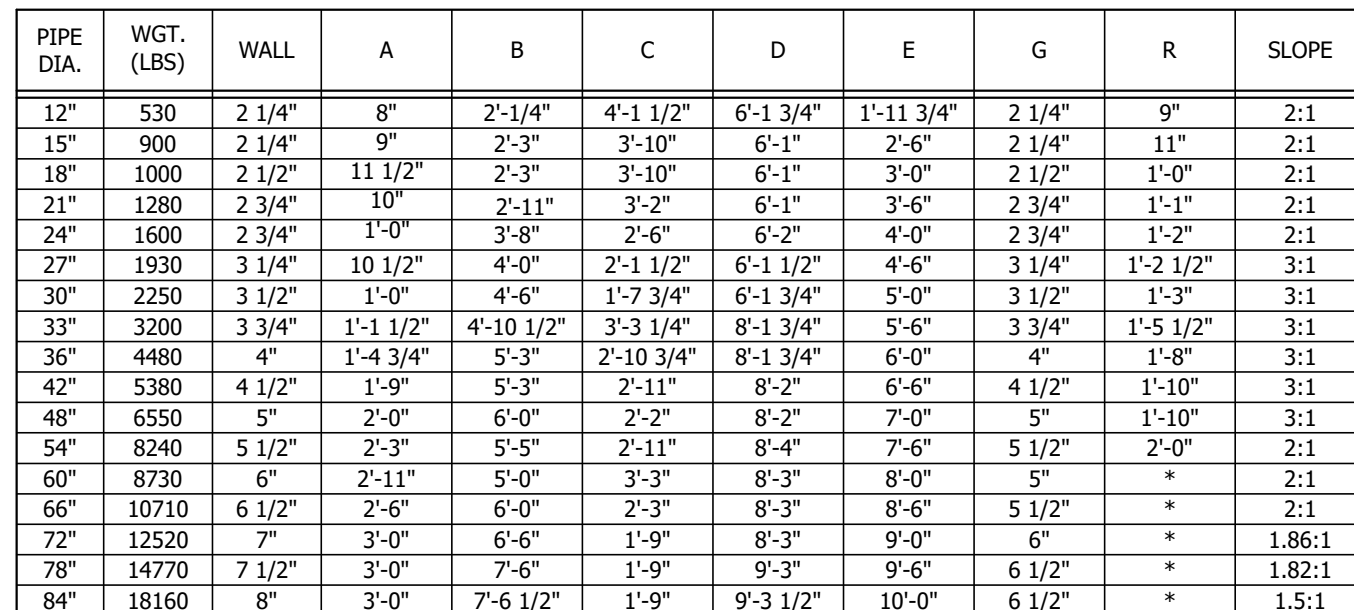 PIPE DIA. WGT. (LBS) WALL A B C D E G R SLOPE
12" 530 2 1/4" 8" 2'-1/4" 4'-1 1/2" 6'-1 3/4" 1'-11 3/4" 2 1/4" 9" 2:1
15" 900 2 1/4" 9" 2'-3" 3'-10" 6'-1" 2'-6" 2 1/4" 11" 2:1
18" 1000 2 1/2" 11 1/2" 2'-3" 3'-10" 6'-1" 3'-0" 2 1/2" 1'-0" 2:1
21" 1280 2 3/4" 10" 2'-11" 3'-2" 6'-1" 3'-6" 2 3/4" 1'-1" 2:1
24" 1600 2 3/4" 1'-0" 3'-8" 2'-6" 6'-2" 4'-0" 2 3/4" 1'-2" 2:1
27" 1930 3 1/4" 10 1/2" 4'-0" 2'-1 1/2" 6'-1 1/2" 4'-6" 3 1/4" 1'-2 1/2" 3:1
30" 2250 3 1/2" 1'-0" 4'-6" 1'-7 3/4" 6'-1 3/4" 5'-0" 3 1/2" 1'-3" 3:1
33" 3200 3 3/4" 1'-1 1/2" 4'-10 1/2" 3'-3 1/4" 8'-1 3/4" 5'-6" 3 3/4" 1'-5 1/2" 3:1
36" 4480 4" 1'-4 3/4" 5'-3" 2'-10 3/4" 8'-1 3/4" 6'-0" 4" 1'-8" 3:1
42" 5380 4 1/2" 1'-9" 5'-3" 2'-11" 8'-2" 6'-6" 4 1/2" 1'-10" 3:1
48" 6550 5" 2'-0" 6'-0" 2'-2" 8'-2" 7'-0" 5" 1'-10" 3:1
54" 8240 5 1/2" 2'-3" 5'-5" 2'-11" 8'-4" 7'-6" 5 1/2" 2'-0" 2:1
60" 8730 6" 2'-11" 5'-0" 3'-3" 8'-3" 8'-0" 5" * 2:1
66" 10710 6 1/2" 2'-6" 6'-0" 2'-3" 8'-3" 8'-6" 5 1/2" * 2:1
72" 12520 7" 3'-0" 6'-6" 1'-9" 8'-3" 9'-0" 6" * 1.86:1
78" 14770 7 1/2" 3'-0" 7'-6" 1'-9" 9'-3" 9'-6" 6 1/2" * 1.82:1
84" 18160 8" 3'-0" 7'-6 1/2" 1'-9" 9'-3 1/2" 10'-0" 6 1/2" * 1.5:1